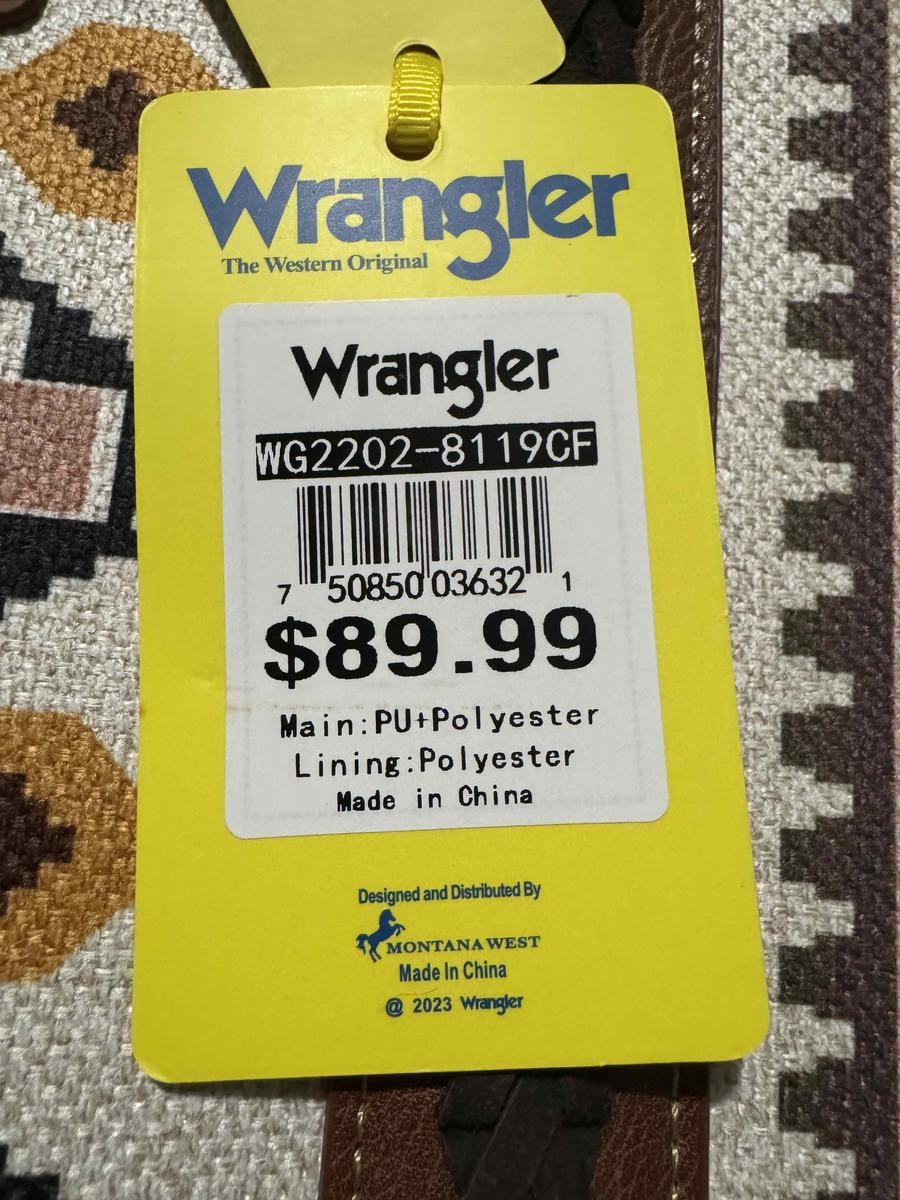 Wrangler
The Western Original
Wrangler
WG2202-8119CF
7 50850 03632 1
$89.99
Main:PU+Polyester
Lining:Polyester
Made in China
Designed and Distributed By
MONTANA WEST
Made In China
@ 2023 Wrangler